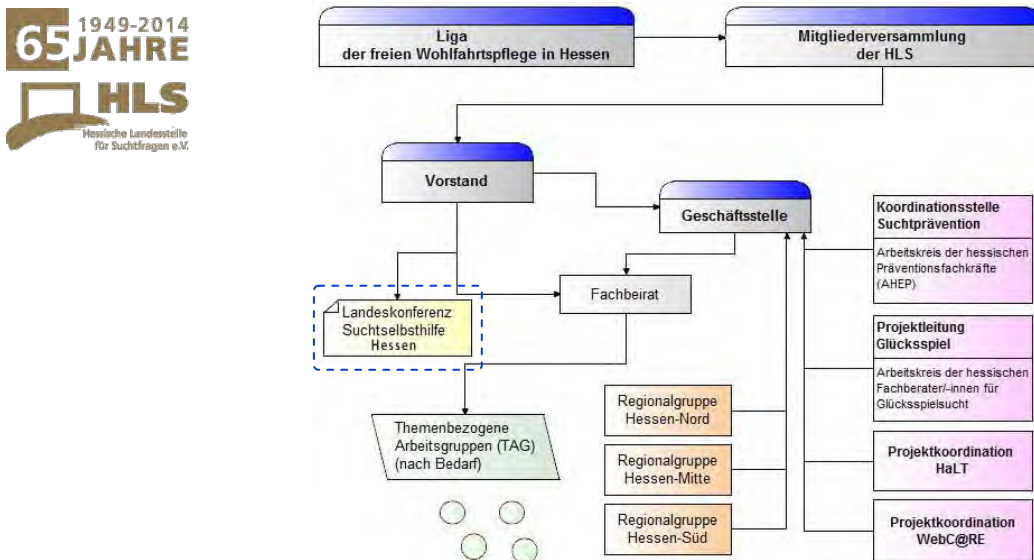 1949-2014
65 JAHRE
HLS
Hessische Landesstelle
für Suchtfragen e.V.
Liga
der freien Wohlfahrtspflege in Hessen
Mitgliederversammlung
der HLS
Vorstand
Geschäftsstelle
Koordinationsstelle
Suchtprävention
Arbeitskreis der hessischen
Präventionsfachkräfte
(AHEP)
Fachbeirat
Landeskonferenz
Suchtselbsthilfe
Hessen
Projektleitung
Glücksspiel
Arbeitskreis der hessischen
Fachberater/-innen für
Glücksspielsucht
Themenbezogene
Arbeitsgruppen (TAG)
(nach Bedarf)
Regionalgruppe
Hessen-Nord
Regionalgruppe
Hessen-Mitte
Regionalgruppe
Hessen-Süd
Projektkoordination
HaLT
Projektkoordination
WebC@RE